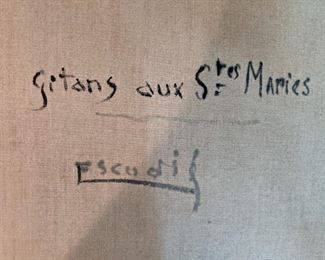 Gitans aux Stes Maries
Escudié